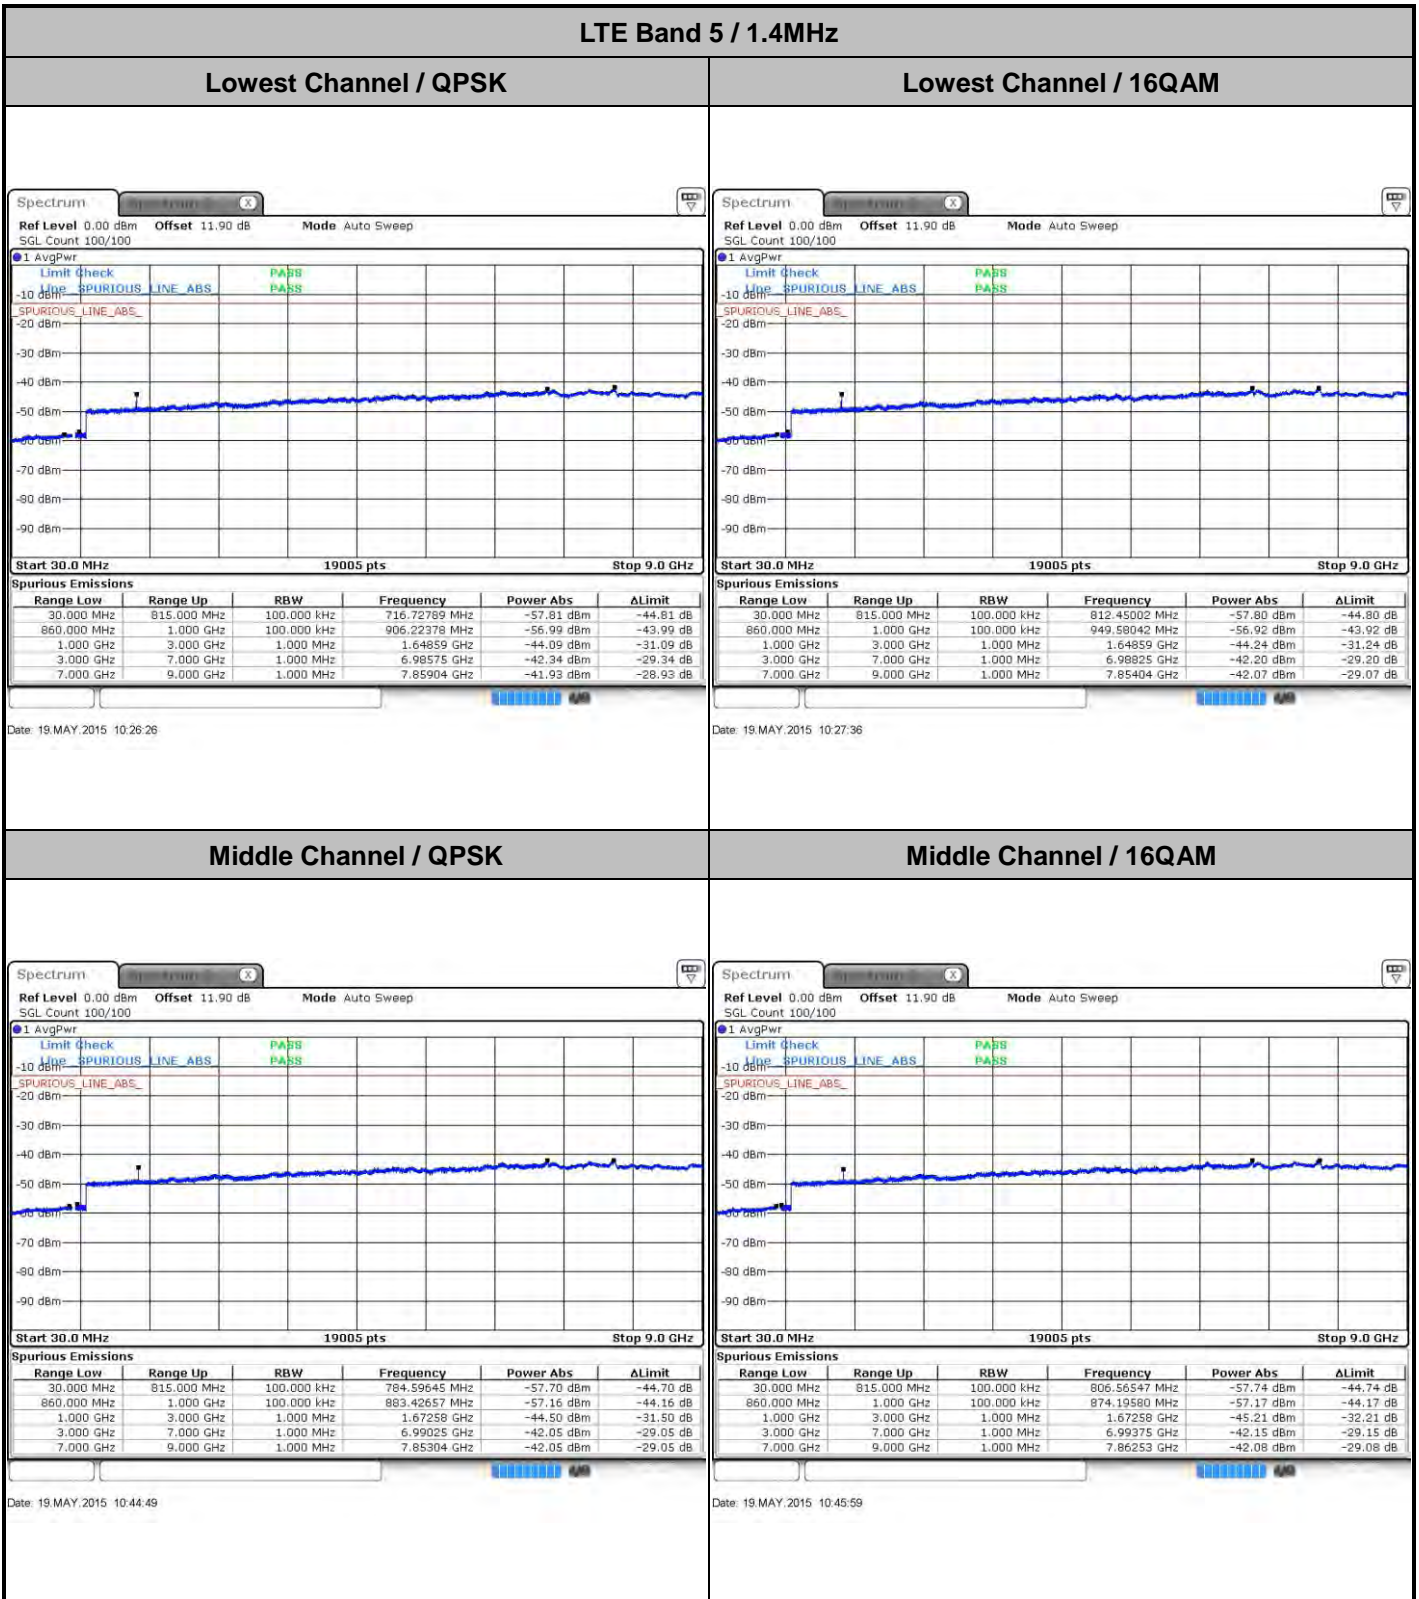 LTE Band 5 / 1.4MHz
Lowest Channel / QPSK
Lowest Channel / 16QAM
Spectrum
Ref Level 0.00 dBm Offset 11.90 dB Mode Auto Sweep
SGL Count 100/100
1 AvgPwr
Limit Check PASS
Line _SPURIOUS_LINE_ABS_ PASS
-10 dBm
_SPURIOUS_LINE_ABS_
-20 dBm
-30 dBm
-40 dBm
-50 dBm
-60 dBm
-70 dBm
-80 dBm
-90 dBm
Start 30.0 MHz 19005 pts Stop 9.0 GHz
Spurious Emissions
Range Low Range Up RBW Frequency Power Abs ΔLimit
30.000 MHz 815.000 MHz 100.000 kHz 716.72789 MHz -57.81 dBm -44.81 dB
860.000 MHz 1.000 GHz 100.000 kHz 906.22378 MHz -56.99 dBm -43.99 dB
1.000 GHz 3.000 GHz 1.000 MHz 1.64859 GHz -44.09 dBm -31.09 dB
3.000 GHz 7.000 GHz 1.000 MHz 6.98575 GHz -42.34 dBm -29.34 dB
7.000 GHz 9.000 GHz 1.000 MHz 7.85904 GHz -41.93 dBm -28.93 dB
Date: 19.MAY.2015 10:26:26
Spectrum
Ref Level 0.00 dBm Offset 11.90 dB Mode Auto Sweep
SGL Count 100/100
1 AvgPwr
Limit Check PASS
Line _SPURIOUS_LINE_ABS_ PASS
-10 dBm
_SPURIOUS_LINE_ABS_
-20 dBm
-30 dBm
-40 dBm
-50 dBm
-60 dBm
-70 dBm
-80 dBm
-90 dBm
Start 30.0 MHz 19005 pts Stop 9.0 GHz
Spurious Emissions
Range Low Range Up RBW Frequency Power Abs ΔLimit
30.000 MHz 815.000 MHz 100.000 kHz 812.45002 MHz -57.80 dBm -44.80 dB
860.000 MHz 1.000 GHz 100.000 kHz 949.58042 MHz -56.92 dBm -43.92 dB
1.000 GHz 3.000 GHz 1.000 MHz 1.64859 GHz -44.24 dBm -31.24 dB
3.000 GHz 7.000 GHz 1.000 MHz 6.98825 GHz -42.20 dBm -29.20 dB
7.000 GHz 9.000 GHz 1.000 MHz 7.85404 GHz -42.07 dBm -29.07 dB
Date: 19.MAY.2015 10:27:36
Middle Channel / QPSK
Middle Channel / 16QAM
Spectrum
Ref Level 0.00 dBm Offset 11.90 dB Mode Auto Sweep
SGL Count 100/100
1 AvgPwr
Limit Check PASS
Line _SPURIOUS_LINE_ABS_ PASS
-10 dBm
_SPURIOUS_LINE_ABS_
-20 dBm
-30 dBm
-40 dBm
-50 dBm
-60 dBm
-70 dBm
-80 dBm
-90 dBm
Start 30.0 MHz 19005 pts Stop 9.0 GHz
Spurious Emissions
Range Low Range Up RBW Frequency Power Abs ΔLimit
30.000 MHz 815.000 MHz 100.000 kHz 784.59645 MHz -57.70 dBm -44.70 dB
860.000 MHz 1.000 GHz 100.000 kHz 883.42657 MHz -57.16 dBm -44.16 dB
1.000 GHz 3.000 GHz 1.000 MHz 1.67258 GHz -44.50 dBm -31.50 dB
3.000 GHz 7.000 GHz 1.000 MHz 6.99025 GHz -42.05 dBm -29.05 dB
7.000 GHz 9.000 GHz 1.000 MHz 7.85304 GHz -42.05 dBm -29.05 dB
Date: 19.MAY.2015 10:44:49
Spectrum
Ref Level 0.00 dBm Offset 11.90 dB Mode Auto Sweep
SGL Count 100/100
1 AvgPwr
Limit Check PASS
Line _SPURIOUS_LINE_ABS_ PASS
-10 dBm
_SPURIOUS_LINE_ABS_
-20 dBm
-30 dBm
-40 dBm
-50 dBm
-60 dBm
-70 dBm
-80 dBm
-90 dBm
Start 30.0 MHz 19005 pts Stop 9.0 GHz
Spurious Emissions
Range Low Range Up RBW Frequency Power Abs ΔLimit
30.000 MHz 815.000 MHz 100.000 kHz 806.56547 MHz -57.74 dBm -44.74 dB
860.000 MHz 1.000 GHz 100.000 kHz 874.19580 MHz -57.17 dBm -44.17 dB
1.000 GHz 3.000 GHz 1.000 MHz 1.67258 GHz -45.21 dBm -32.21 dB
3.000 GHz 7.000 GHz 1.000 MHz 6.99375 GHz -42.15 dBm -29.15 dB
7.000 GHz 9.000 GHz 1.000 MHz 7.86253 GHz -42.08 dBm -29.08 dB
Date: 19.MAY.2015 10:45:59